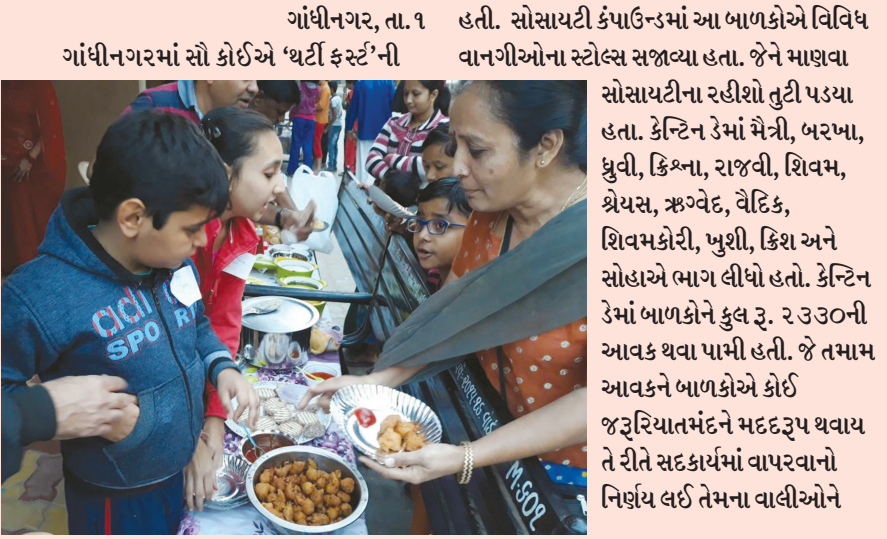 ગાંધીનગર, તા. ૧
ગાંધીનગરમાં સૌ કોઈએ ‘થર્ટી ફર્સ્ટ’ની
હતી. સોસાયટી કંપાઉન્ડમાં આ બાળકોએ વિવિધ
વાનગીઓના સ્ટોલ્સ સજાવ્યા હતા. જેને માણવા
સોસાયટીના રહીશો તુટી પડયા
હતા. કેન્ટિન ડેમાં મૈત્રી, બરખા,
ધ્રુવી, ક્રિશ્ના, રાજવી, શિવમ,
શ્રેયસ, ઋગ્વેદ, વૈદિક,
શિવમકોરી, ખુશી, ક્રિશ અને
સોહાએ ભાગ લીધો હતો. કેન્ટિન
ડેમાં બાળકોને કુલ રૂ. ૨૩૩૦ની
આવક થવા પામી હતી. જે તમામ
આવકને બાળકોએ કોઈ
જરૂરિયાતમંદને મદદરૂપ થવાય
તે રીતે સદકાર્યમાં વાપરવાનો
નિર્ણય લઈ તેમના વાલીઓને
adidas
SPORT